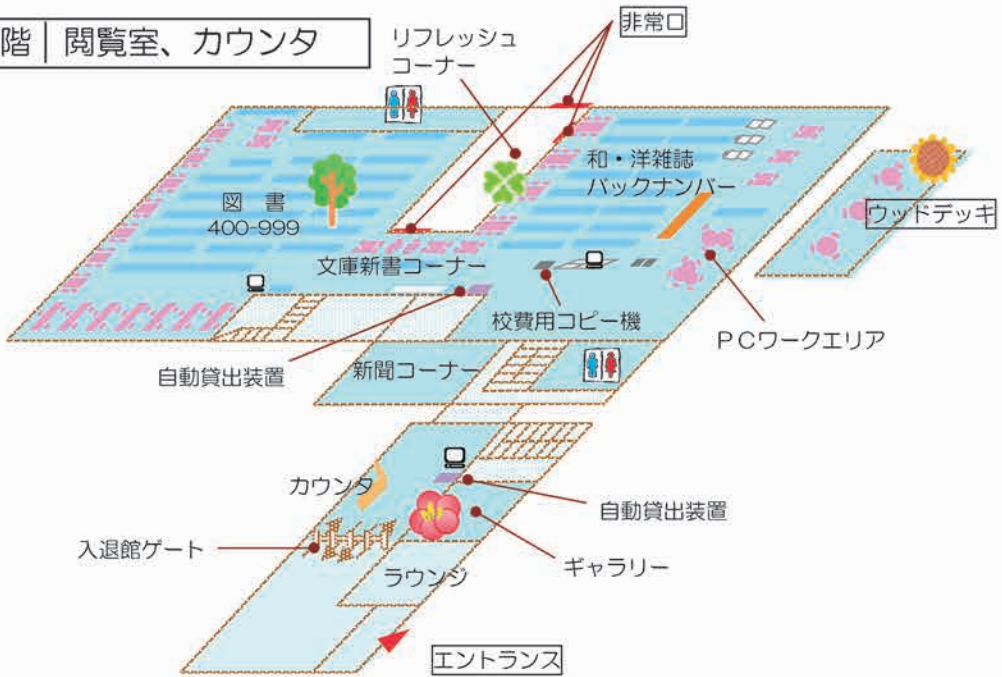 階 閲覧室、カウンタ
リフレッシュ
コーナー
非常口
和・洋雑誌
バックナンバー
図書
400-999
ウッドデッキ
文庫新書コーナー
校費用コピー機
PCワークエリア
自動貸出装置
新聞コーナー
カウンタ
自動貸出装置
入退館ゲート
ギャラリー
ラウンジ
エントランス